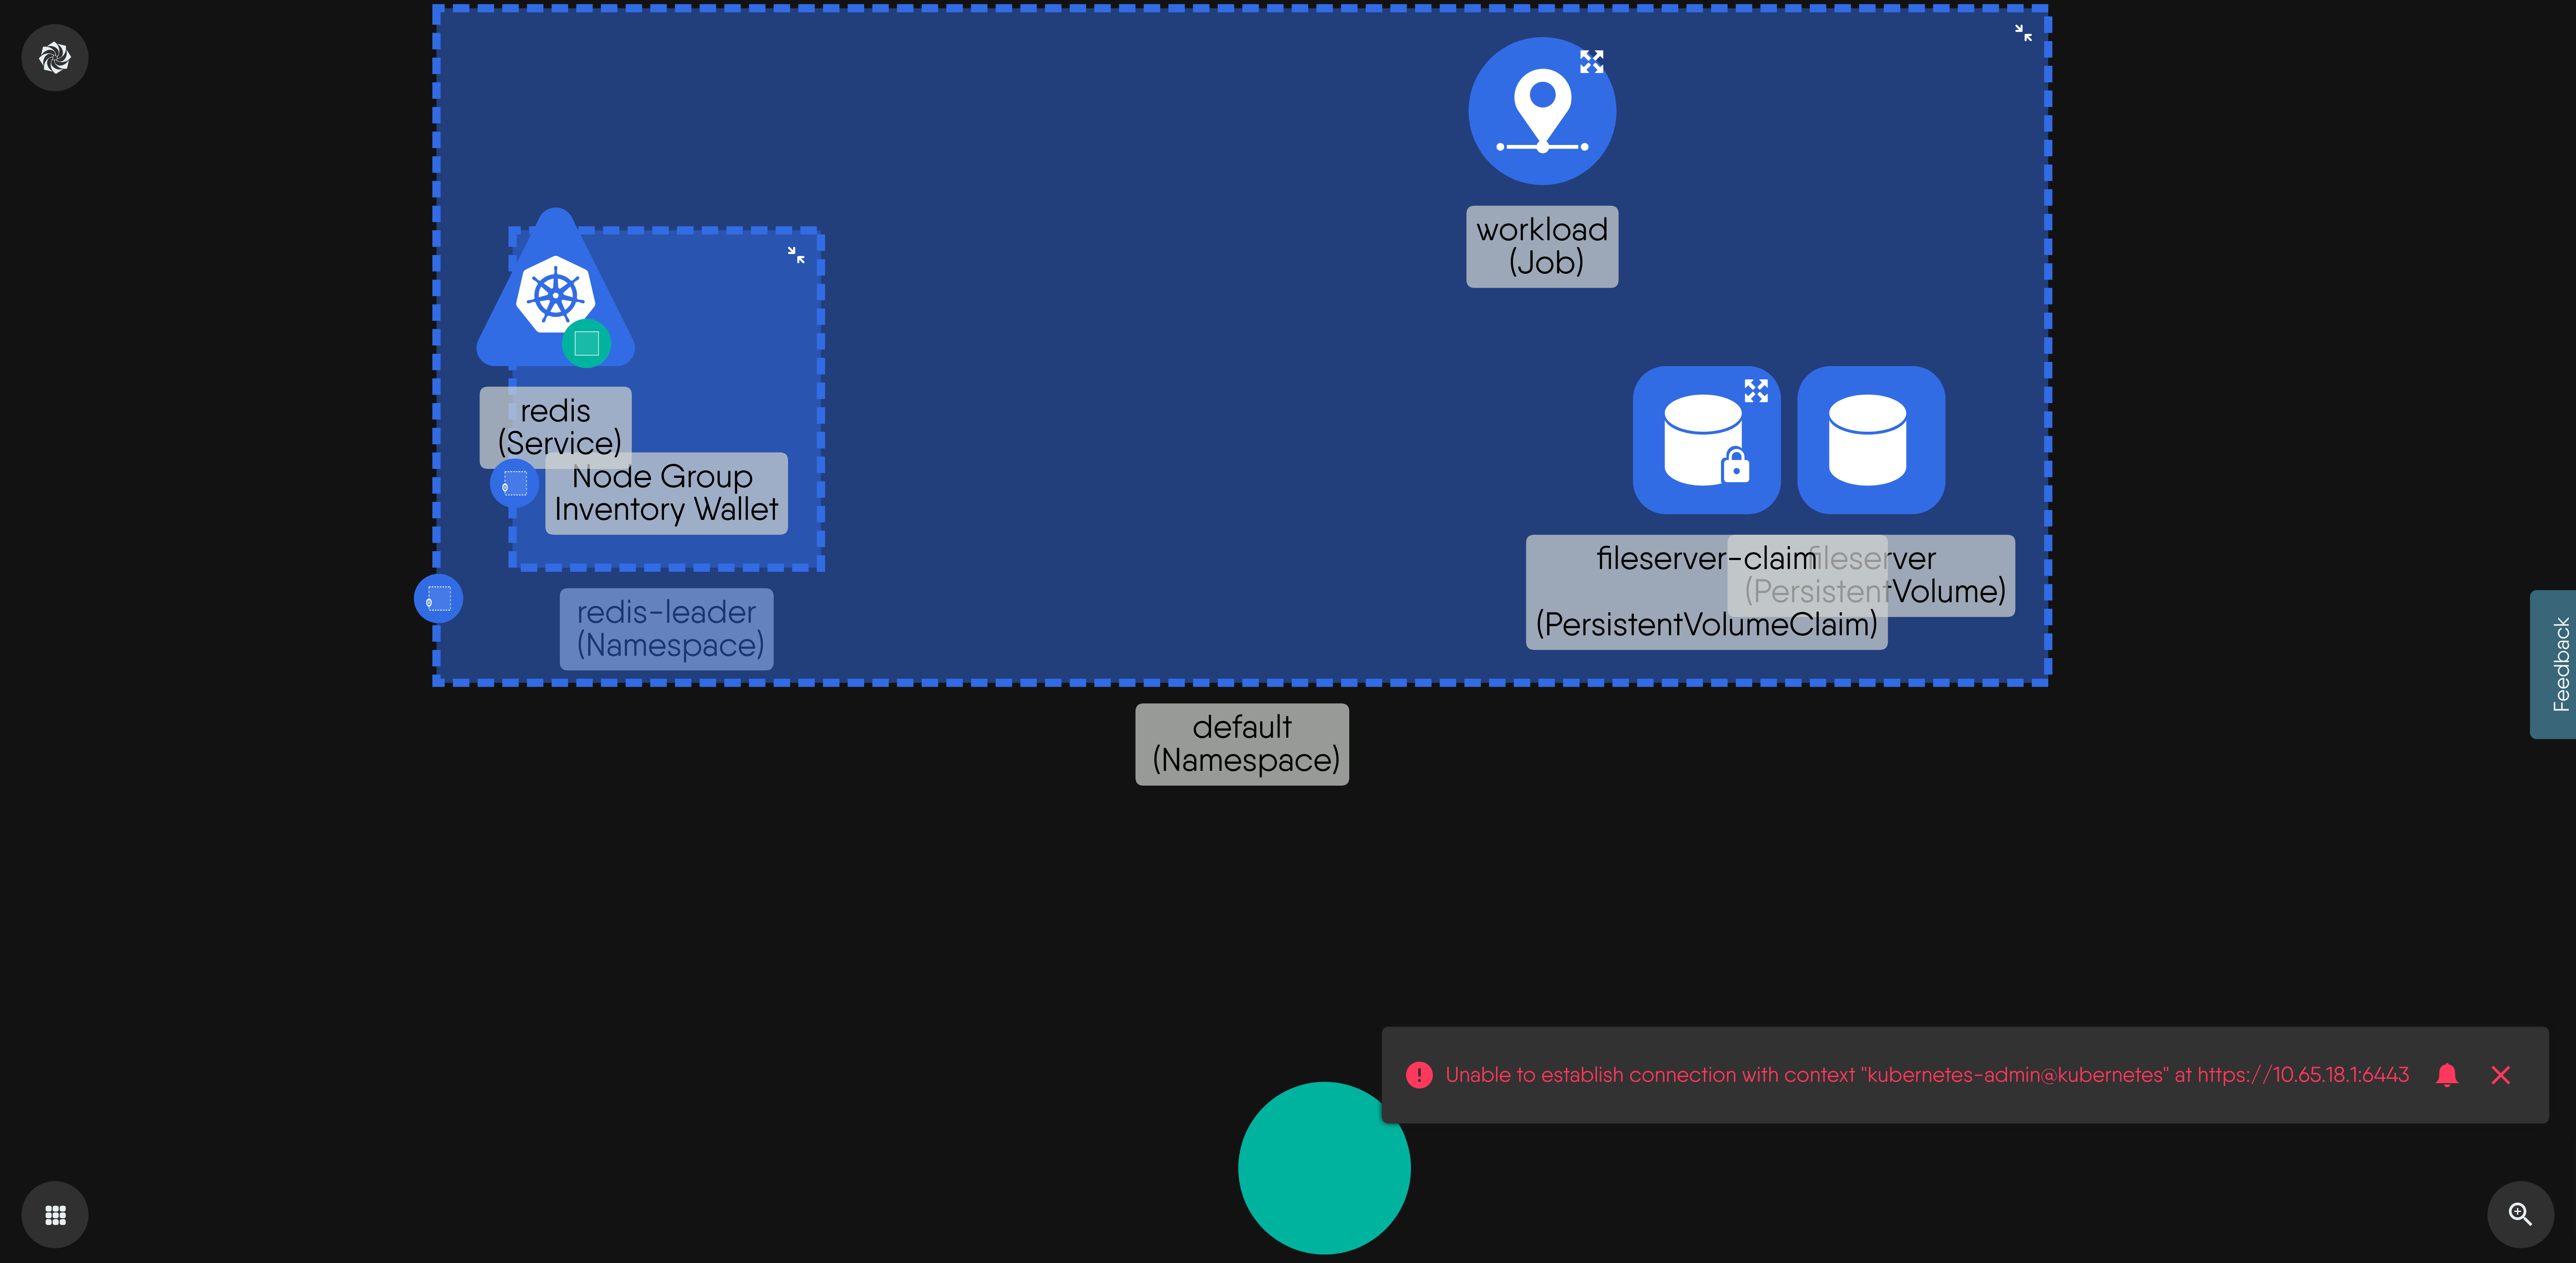 workload
(Job)
redis
(Service)
Node Group
Inventory Wallet
redis-leader
(Namespace)
fileserver-claim
(PersistentVolumeClaim)
fileserver
(PersistentVolume)
default
(Namespace)
Feedback
Unable to establish connection with context "kubernetes-admin@kubernetes" at https://10.65.18.1:6443